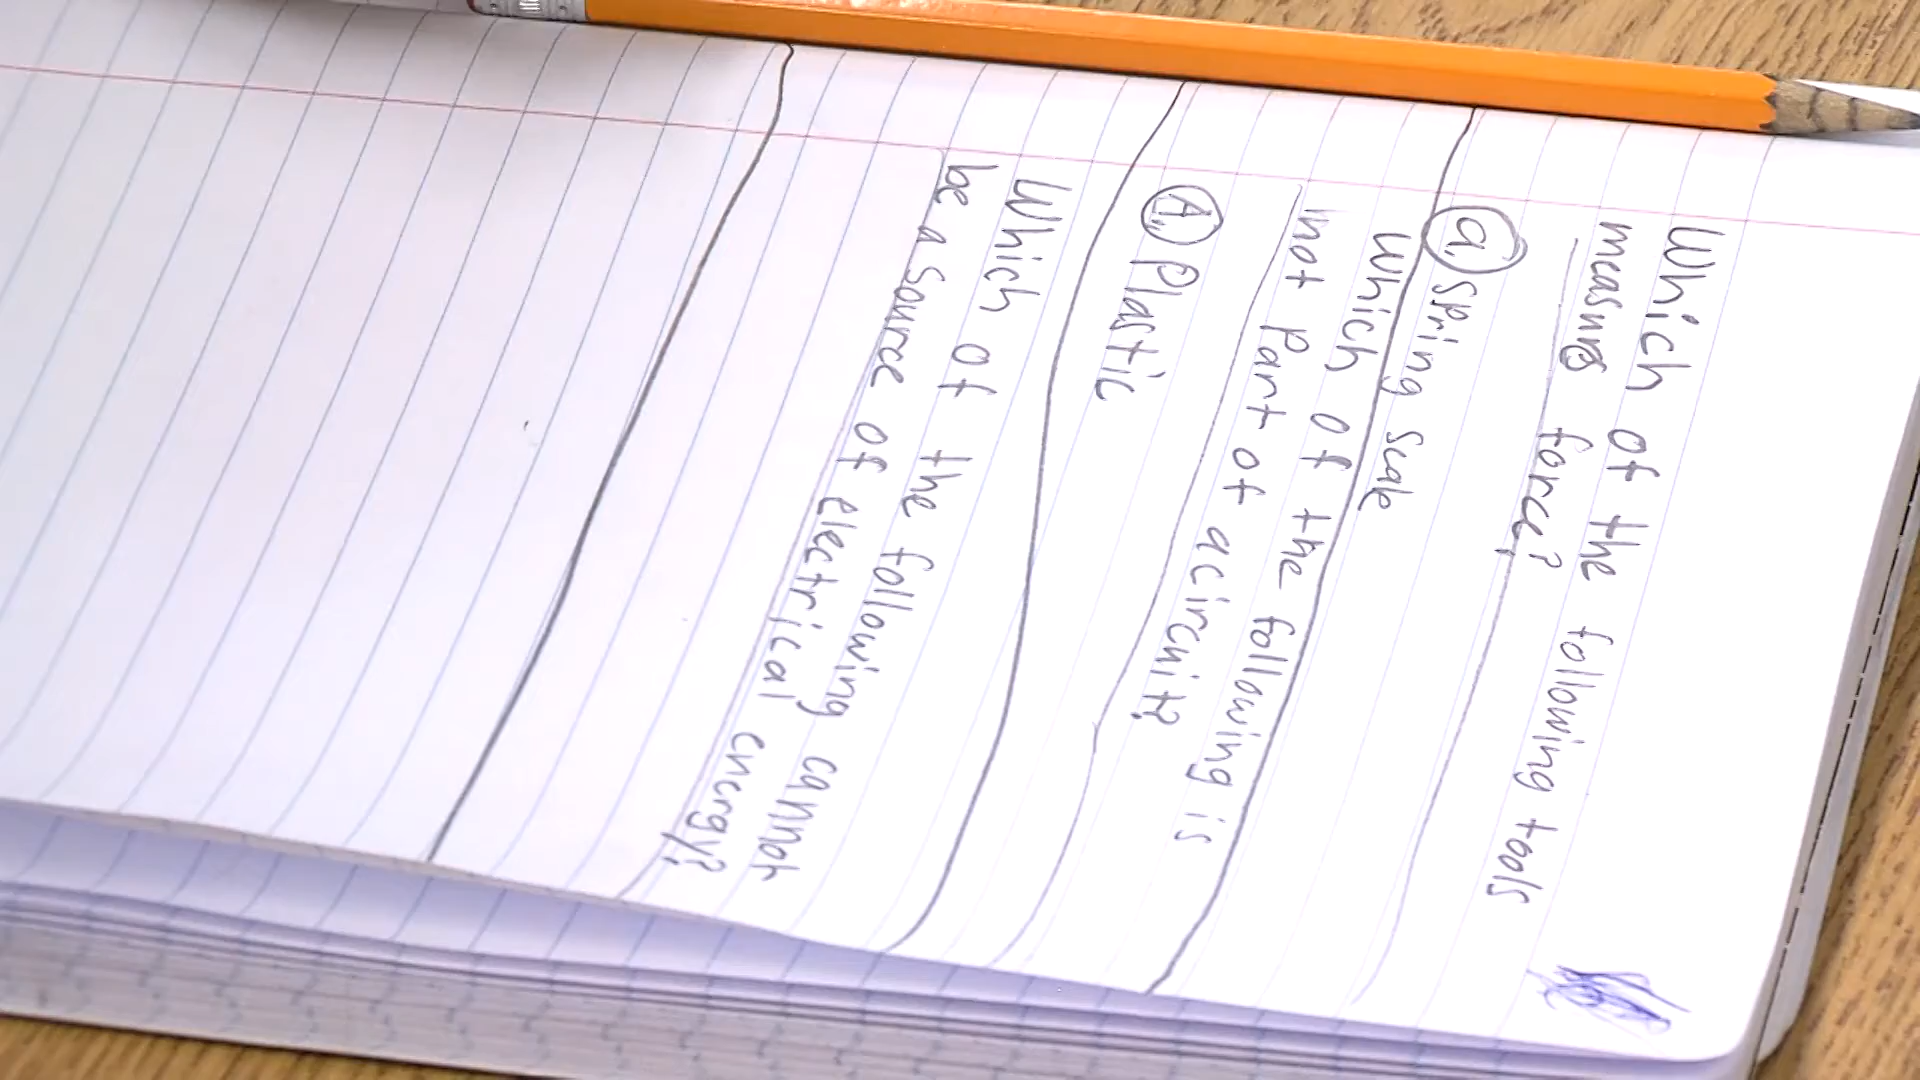 Which of the following tools
measures force?
a. spring scale
which of the following is
not part of a circuit?
A. Plastic
Which of the following cannot
be a source of electrical energy?